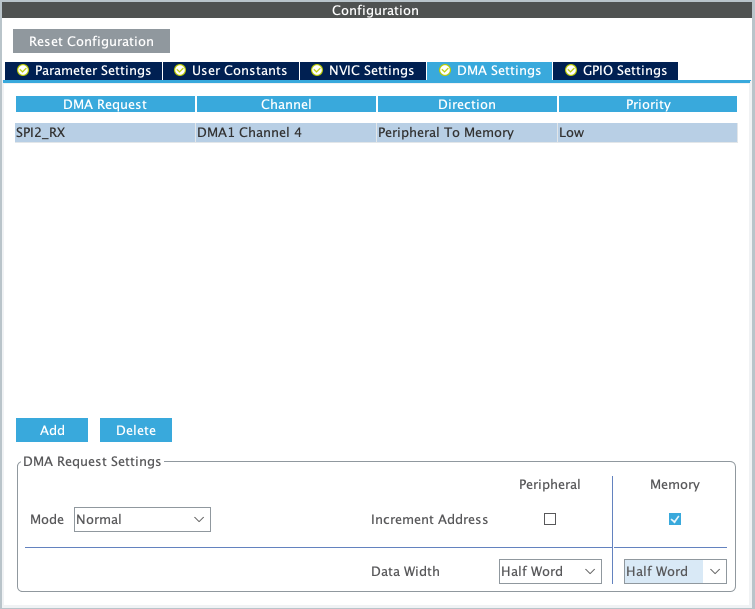 Configuration
Reset Configuration
Parameter Settings User Constants NVIC Settings DMA Settings GPIO Settings
DMA Request Channel Direction Priority
SPI2_RX DMA1 Channel 4 Peripheral To Memory Low
Add Delete
DMA Request Settings
Peripheral Memory
Mode Normal Increment Address
Data Width Half Word Half Word